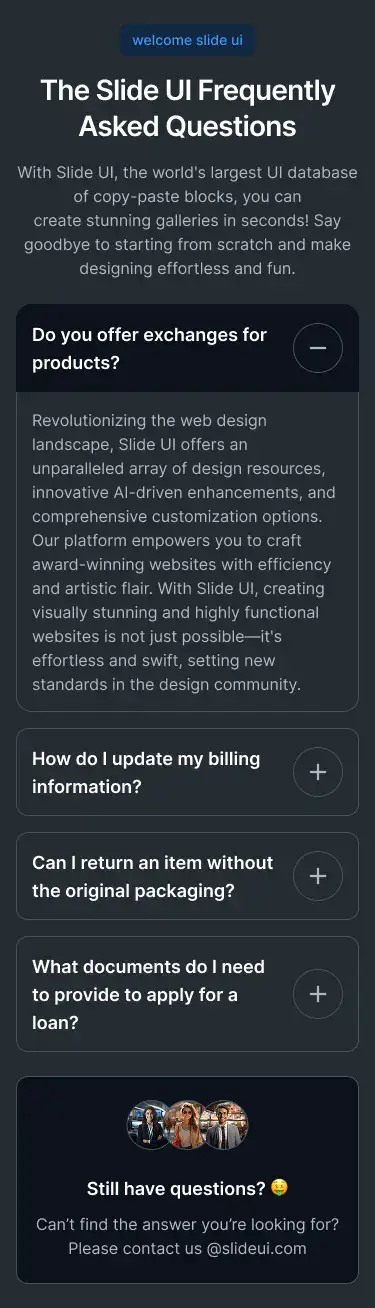 welcome slide ui
The Slide UI Frequently
Asked Questions
With Slide UI, the world's largest UI database
of copy-paste blocks, you can
create stunning galleries in seconds! Say
goodbye to starting from scratch and make
designing effortless and fun.
Do you offer exchanges for
products?
Revolutionizing the web design
landscape, Slide UI offers an
unparalleled array of design resources,
innovative AI-driven enhancements, and
comprehensive customization options.
Our platform empowers you to craft
award-winning websites with efficiency
and artistic flair. With Slide UI, creating
visually stunning and highly functional
websites is not just possible—it's
effortless and swift, setting new
standards in the design community.
How do I update my billing
information?
Can I return an item without
the original packaging?
What documents do I need
to provide to apply for a
loan?
Still have questions? 🤑
Can’t find the answer you’re looking for?
Please contact us @slideui.com